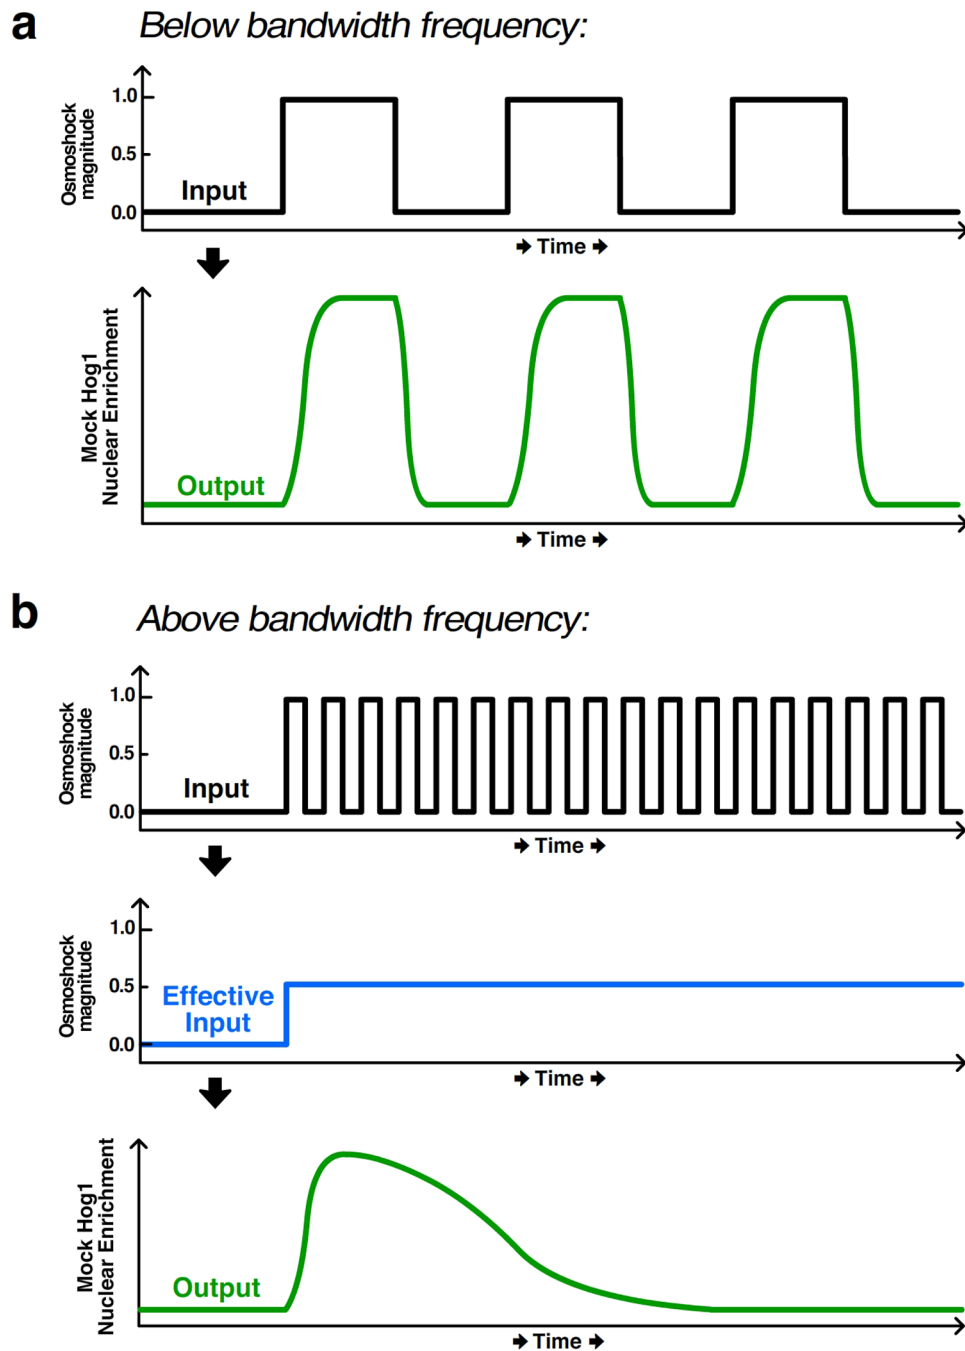 a
Below bandwidth frequency:
Osmoshock
magnitude
1.0
0.5
0.0
Input
Time
Mock Hog1
Nuclear Enrichment
Output
Time
b
Above bandwidth frequency:
Osmoshock
magnitude
1.0
0.5
0.0
Input
Time
Osmoshock
magnitude
1.0
0.5
0.0
Effective
Input
Time
Mock Hog1
Nuclear Enrichment
Output
Time